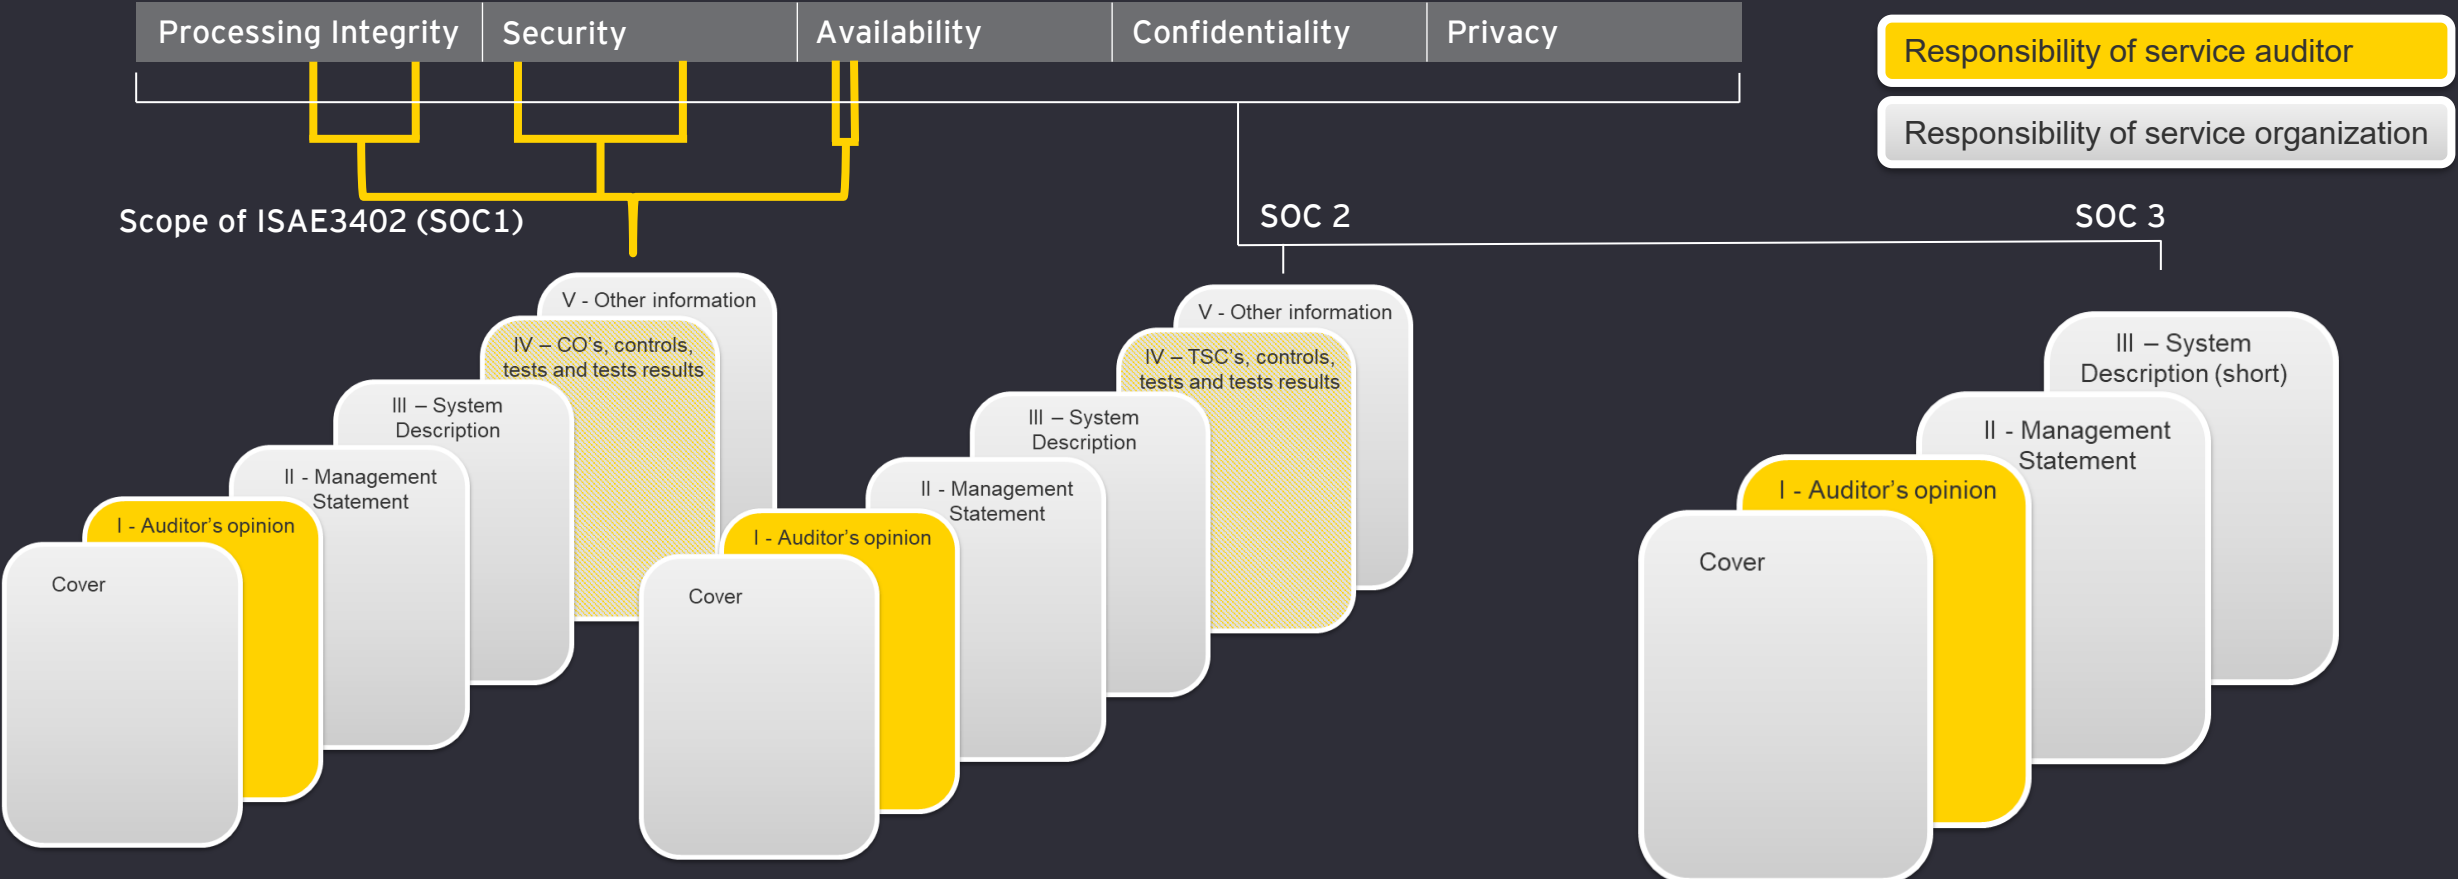 Processing Integrity
Security
Availability
Confidentiality
Privacy
Responsibility of service auditor
Responsibility of service organization
Scope of ISAE3402 (SOC1)
SOC 2
SOC 3
V - Other information
IV – CO’s, controls,
tests and tests results
III – System
Description
II - Management
Statement
I - Auditor’s opinion
Cover
V - Other information
IV – TSC’s, controls,
tests and tests results
III – System
Description
II - Management
Statement
I - Auditor’s opinion
Cover
III – System
Description (short)
II - Management
Statement
I - Auditor’s opinion
Cover